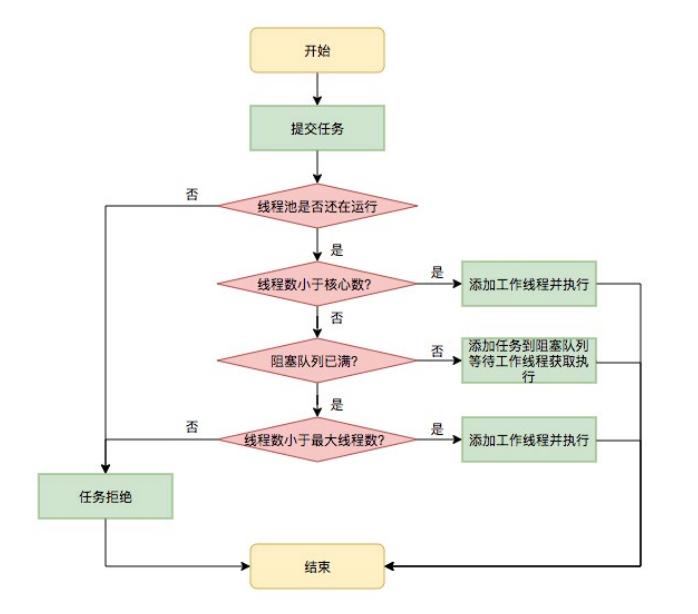 开始
提交任务
否
线程池是否还在运行
是
线程数小于核心数?
是
添加工作线程并执行
否
阻塞队列已满?
否
添加任务到阻塞队列
等待工作线程获取执
行
是
否
线程数小于最大线程数?
是
添加工作线程并执行
任务拒绝
结束